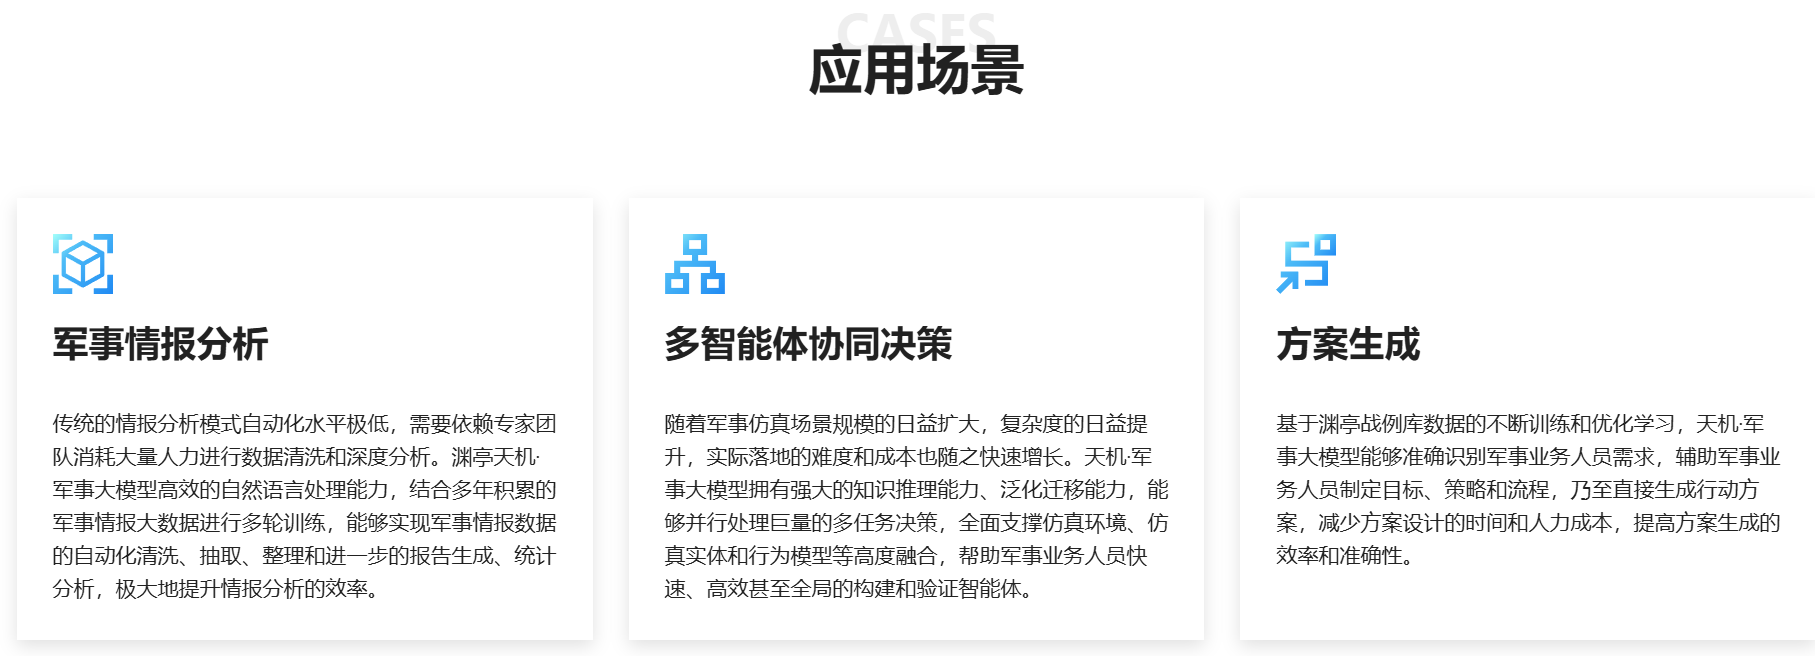 CASES
应用场景
军事情报分析
传统的情报分析模式自动化水平极低，需要依赖专家团
队消耗大量人力进行数据清洗和深度分析。渊亭天机·
军事大模型高效的自然语言处理能力，结合多年积累的
军事情报大数据进行多轮训练，能够实现军事情报数据
的自动化清洗、抽取、整理和进一步的报告生成、统计
分析，极大地提升情报分析的效率。
多智能体协同决策
随着军事仿真场景规模的日益扩大，复杂度的日益提
升，实际落地的难度和成本也随之快速增长。天机·军
事大模型拥有强大的知识推理能力、泛化迁移能力，能
够并行处理巨量的多任务决策，全面支撑仿真环境、仿
真实体和行为模型等高度融合，帮助军事业务人员快
速、高效甚至全局的构建和验证智能体。
方案生成
基于渊亭战例库数据的不断训练和优化学习，天机·军
事大模型能够准确识别军事业务人员需求，辅助军事业
务人员制定目标、策略和流程，乃至直接生成行动方
案，减少方案设计的时间和人力成本，提高方案生成的
效率和准确性。